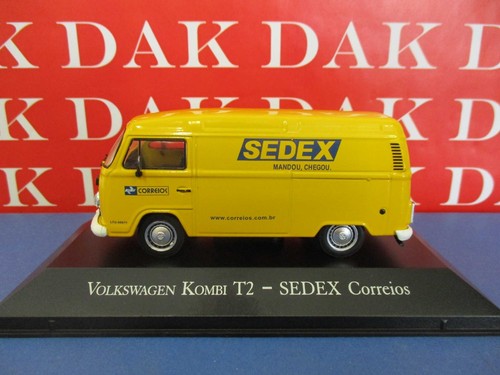 DAK DAK DAK DAK
DAK DAK DAK DAK
SEDEX
MANDOU, CHEGOU.
CORREIOS
www.correios.com.br
VOLKSWAGEN KOMBI T2 – SEDEX Correios